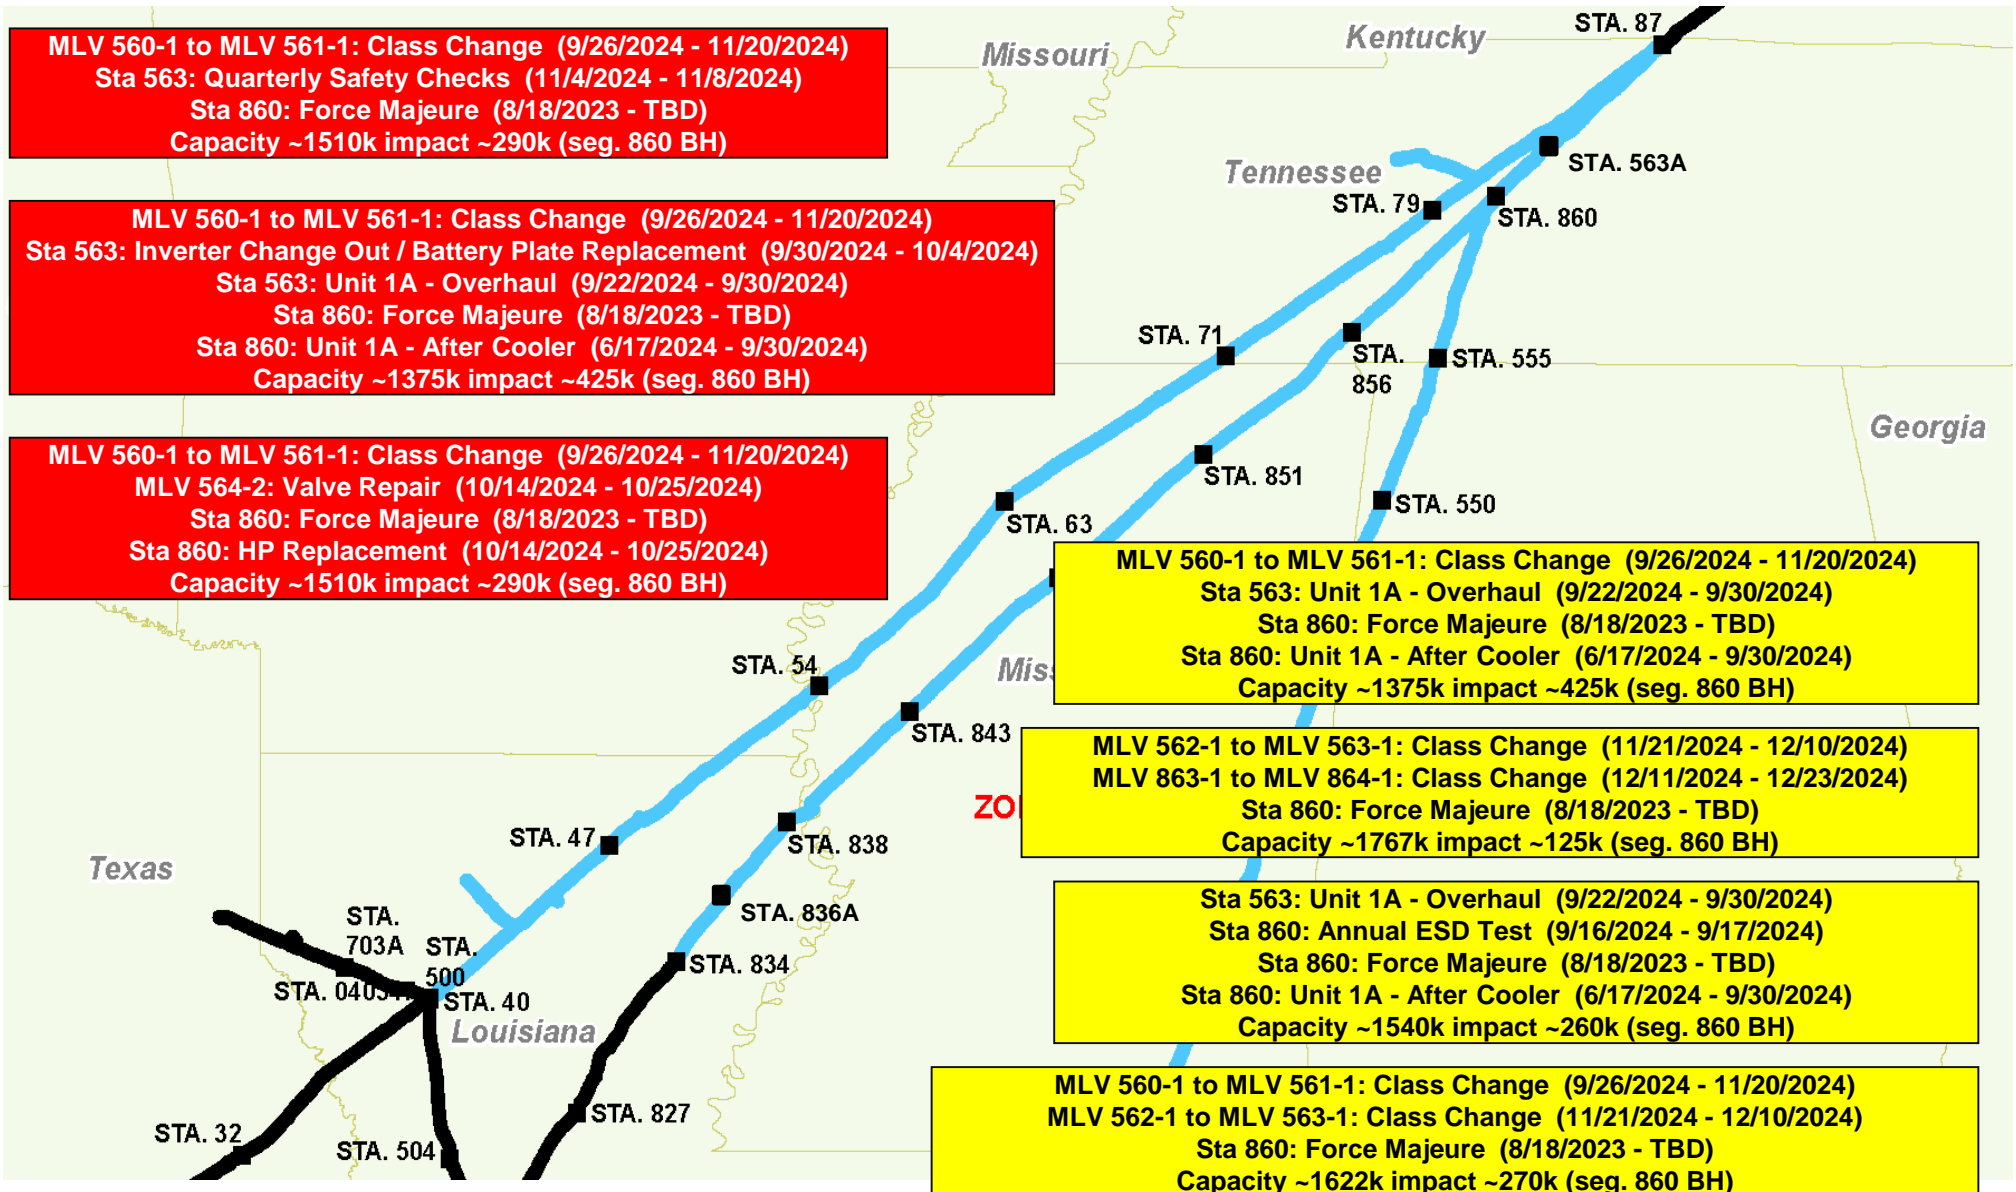 MLV 560-1 to MLV 561-1: Class Change (9/26/2024 - 11/20/2024)
Sta 563: Quarterly Safety Checks (11/4/2024 - 11/8/2024)
Sta 860: Force Majeure (8/18/2023 - TBD)
Capacity ~1510k impact ~290k (seg. 860 BH)
Missouri
Kentucky
STA. 87
MLV 560-1 to MLV 561-1: Class Change (9/26/2024 - 11/20/2024)
Sta 563: Inverter Change Out / Battery Plate Replacement (9/30/2024 - 10/4/2024)
Sta 563: Unit 1A - Overhaul (9/22/2024 - 9/30/2024)
Sta 860: Force Majeure (8/18/2023 - TBD)
Sta 860: Unit 1A - After Cooler (6/17/2024 - 9/30/2024)
Capacity ~1375k impact ~425k (seg. 860 BH)
Tennessee
STA. 563A
STA. 79
STA. 860
STA. 71
STA.
856
STA. 555
Georgia
MLV 560-1 to MLV 561-1: Class Change (9/26/2024 - 11/20/2024)
MLV 564-2: Valve Repair (10/14/2024 - 10/25/2024)
Sta 860: Force Majeure (8/18/2023 - TBD)
Sta 860: HP Replacement (10/14/2024 - 10/25/2024)
Capacity ~1510k impact ~290k (seg. 860 BH)
STA. 851
STA. 550
STA. 63
MLV 560-1 to MLV 561-1: Class Change (9/26/2024 - 11/20/2024)
Sta 563: Unit 1A - Overhaul (9/22/2024 - 9/30/2024)
Sta 860: Force Majeure (8/18/2023 - TBD)
Sta 860: Unit 1A - After Cooler (6/17/2024 - 9/30/2024)
Capacity ~1375k impact ~425k (seg. 860 BH)
STA. 54
STA. 843
MLV 562-1 to MLV 563-1: Class Change (11/21/2024 - 12/10/2024)
MLV 863-1 to MLV 864-1: Class Change (12/11/2024 - 12/23/2024)
Sta 860: Force Majeure (8/18/2023 - TBD)
Capacity ~1767k impact ~125k (seg. 860 BH)
STA. 47
STA. 838
Texas
STA. 836A
Sta 563: Unit 1A - Overhaul (9/22/2024 - 9/30/2024)
Sta 860: Annual ESD Test (9/16/2024 - 9/17/2024)
Sta 860: Force Majeure (8/18/2023 - TBD)
Sta 860: Unit 1A - After Cooler (6/17/2024 - 9/30/2024)
Capacity ~1540k impact ~260k (seg. 860 BH)
STA.
703A
STA.
500
STA. 834
STA.
STA. 40
Louisiana
MLV 560-1 to MLV 561-1: Class Change (9/26/2024 - 11/20/2024)
MLV 562-1 to MLV 563-1: Class Change (11/21/2024 - 12/10/2024)
Sta 860: Force Majeure (8/18/2023 - TBD)
Capacity ~1622k impact ~270k (seg. 860 BH)
STA. 827
STA. 32
STA. 504